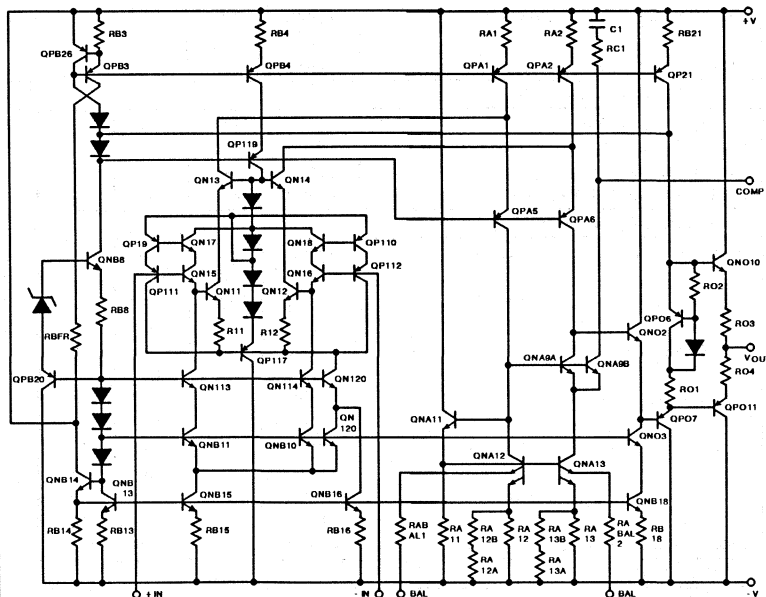 RB3 RB4 RA1 RA2 C1 RB21 +V
QPB26 RC1
QPB3 QPB4 QPA1 QPA2 QP21
QP119
QN13 QN14 COMP
QPA5 QPA6
QP19 QN17 QN18 QP110
QNB8 QN15 QN16 QP112 QNO10
QP111 QN11 QN12 RO2
RB8 QPO6 RO3
RBFR R11 R12 QNO2
QP117 VOU
QNA9A QNA9B RO4
QPB20 QN113 QN114 QN120 RO1
QNA11 QPO7 QPO11
QN
120
QNB11 QNB10 QNO3
QNA12 QNA13
QNB14 QNB
13 QNB15 QNB16 QNB18
RB14 RB13 RB15 RB16
RAB
AL1
RA
11
RA
12B
RA
12
RA
13B
RA
13
RA
BAL
2
RB
18
RA
12A
RA
13A
+ IN - IN BAL BAL - V